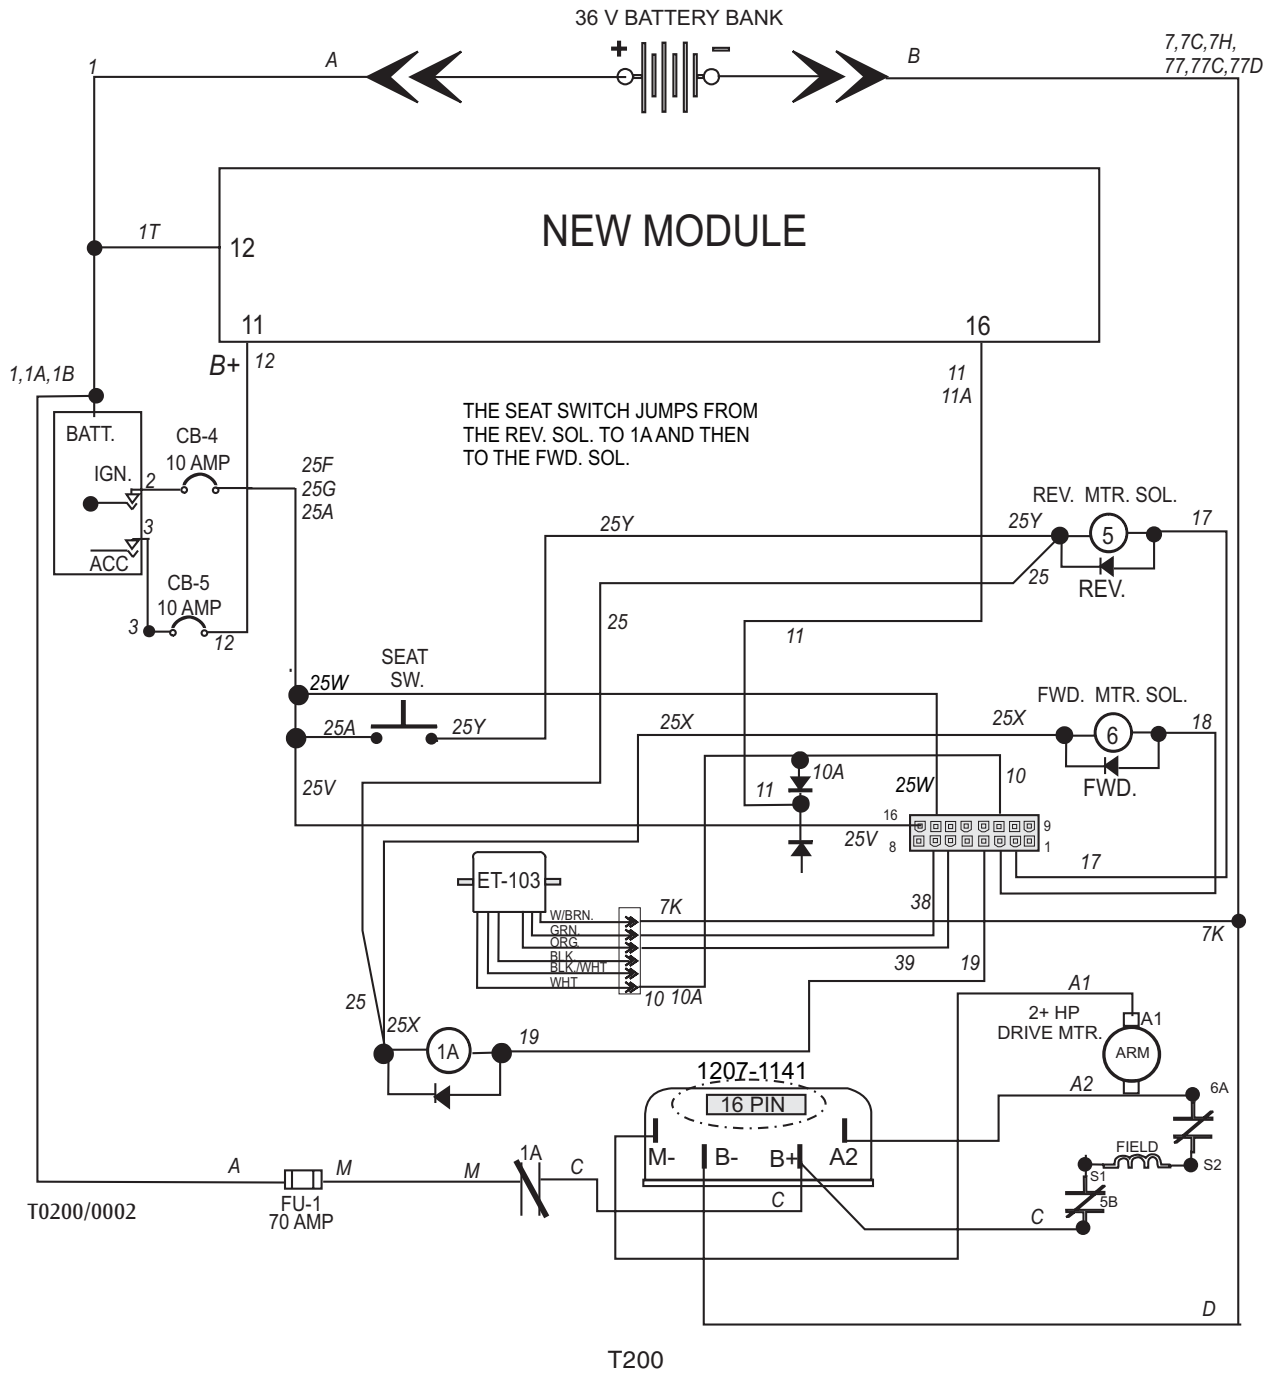 36 V BATTERY BANK
+ −
1
A
B
7,7C,7H,
77,77C,77D
NEW MODULE
1T
12
11
16
B+
12
11
11A
1,1A,1B
THE SEAT SWITCH JUMPS FROM
THE REV. SOL. TO 1A AND THEN
TO THE FWD. SOL.
BATT.
CB-4
10 AMP
IGN.
2
25F
25G
25A
REV. MTR. SOL.
25Y
25Y
5
17
3
ACC
CB-5
10 AMP
25
REV.
3
12
25
11
SEAT
SW.
25W
FWD. MTR. SOL.
25A
25Y
25X
25X
6
18
25V
11
10A
25W
10
FWD.
16
9
25V
8
1
17
ET-103
W/BRN.
GRN.
ORG.
BLK.
BLK./WHT
WHT
7K
38
7K
39
19
10
10A
25
25X
1A
19
A1
2+ HP
DRIVE MTR.
A1
ARM
1207-1141
16 PIN
A2
6A
M-
B-
B+
A2
FIELD
S1
S2
5B
A
M
M
1A
C
C
C
FU-1
70 AMP
T0200/0002
D
T200